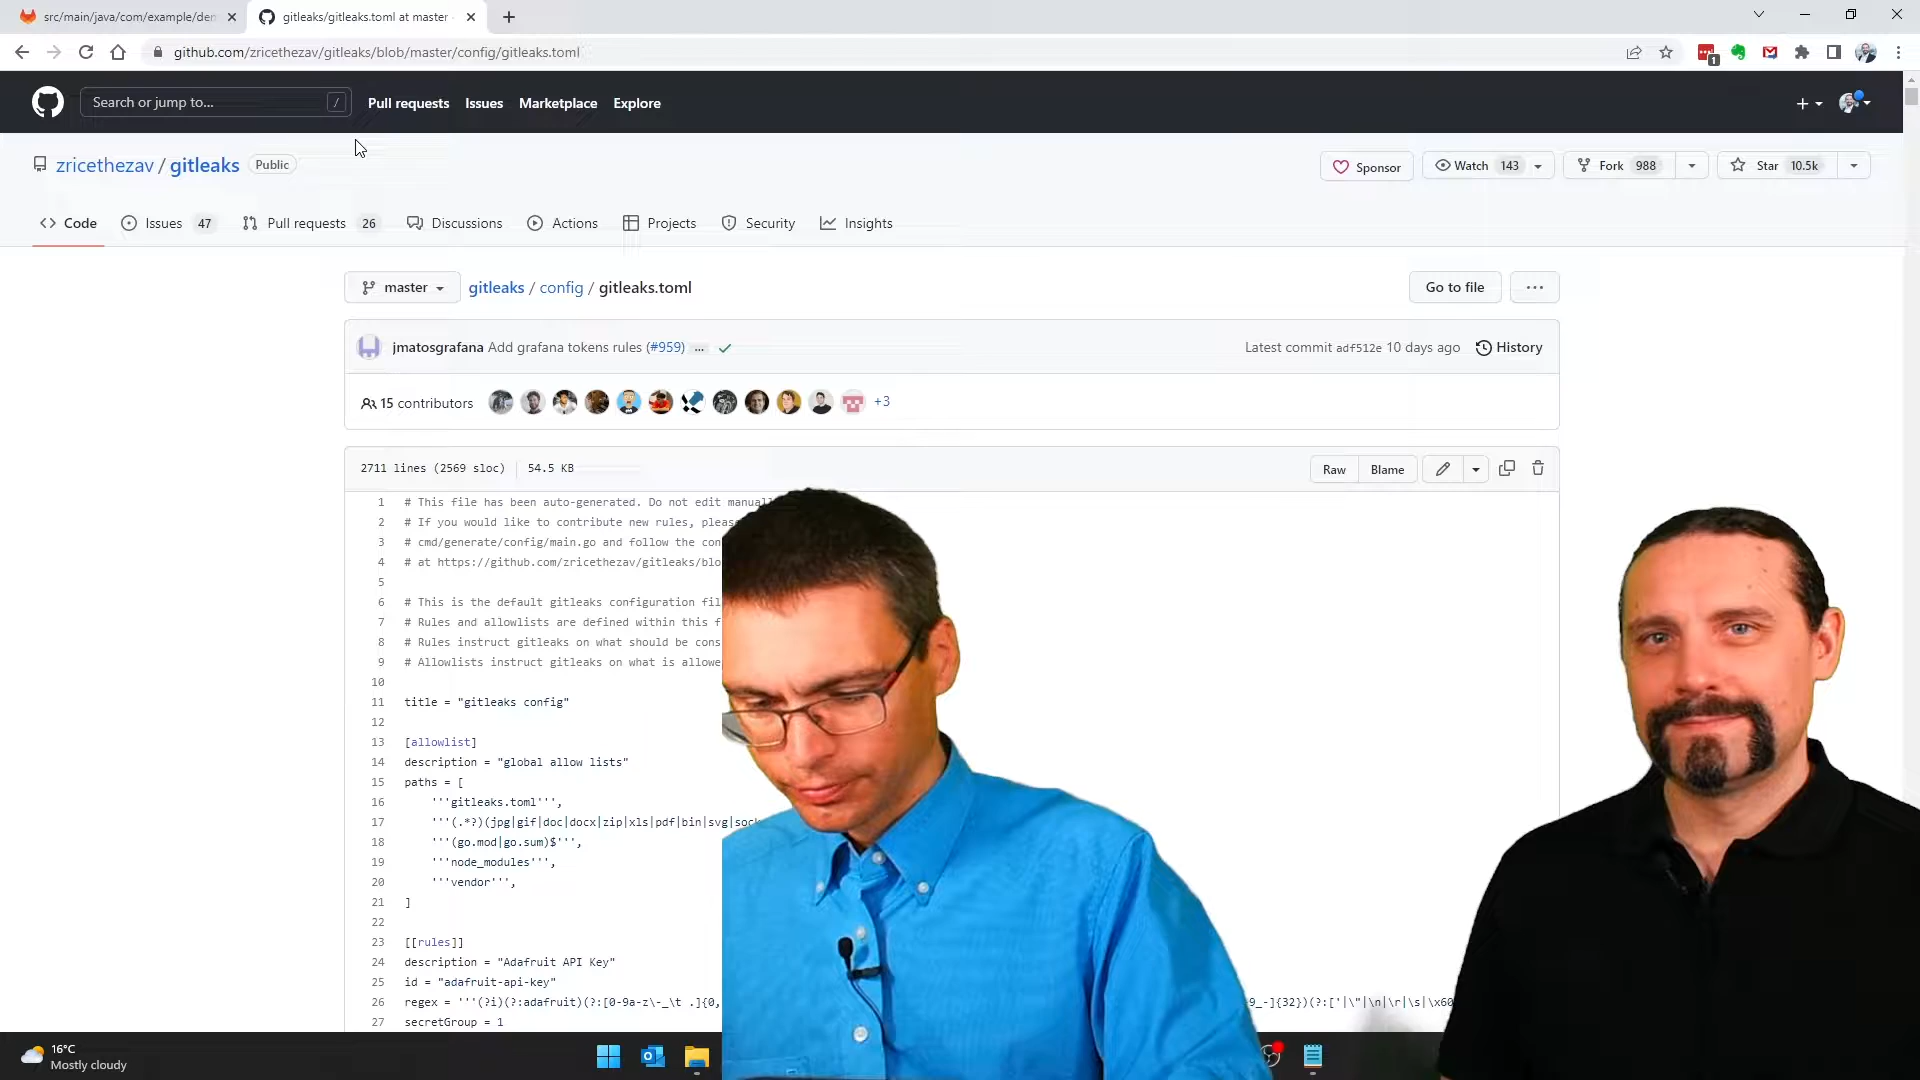 src/main/java/com/example/den
gitleaks/gitleaks.toml at master
github.com/zricethezav/gitleaks/blob/master/config/gitleaks.toml
1
Search or jump to...
/
Pull requests
Issues
Marketplace
Explore
zricethezav / gitleaks
Public
Sponsor
Watch 143
Fork 988
Star 10.5k
Code
Issues 47
Pull requests 26
Discussions
Actions
Projects
Security
Insights
master
gitleaks / config / gitleaks.toml
Go to file
jmatosgrafana Add grafana tokens rules (#959) ...
Latest commit adf512e 10 days ago
History
15 contributors
+3
2711 lines (2569 sloc) | 54.5 KB
Raw
Blame
1 # This file has been auto-generated. Do not edit manuall
2 # If you would like to contribute new rules, pleas
3 # cmd/generate/config/main.go and follow the con
4 # at https://github.com/zricethezav/gitleaks/blo
5
6 # This is the default gitleaks configuration fil
7 # Rules and allowlists are defined within this f
8 # Rules instruct gitleaks on what should be cons
9 # Allowlists instruct gitleaks on what is allowe
10
11 title = "gitleaks config"
12
13 [allowlist]
14 description = "global allow lists"
15 paths = [
16 '''gitleaks.toml''',
17 '''(.*?)(jpg|gif|doc|docx|zip|xls|pdf|bin|svg|sock
18 '''(go.mod|go.sum)$''',
19 '''node_modules''',
20 '''vendor''',
21 ]
22
23 [[rules]]
24 description = "Adafruit API Key"
25 id = "adafruit-api-key"
26 regex = '''(?i)(?:adafruit)(?:[0-9a-z\-_\t .]{0, 9_-]{32})(?:['|\"|\n|\r|\s|\x60
27 secretGroup = 1
16°C
Mostly cloudy